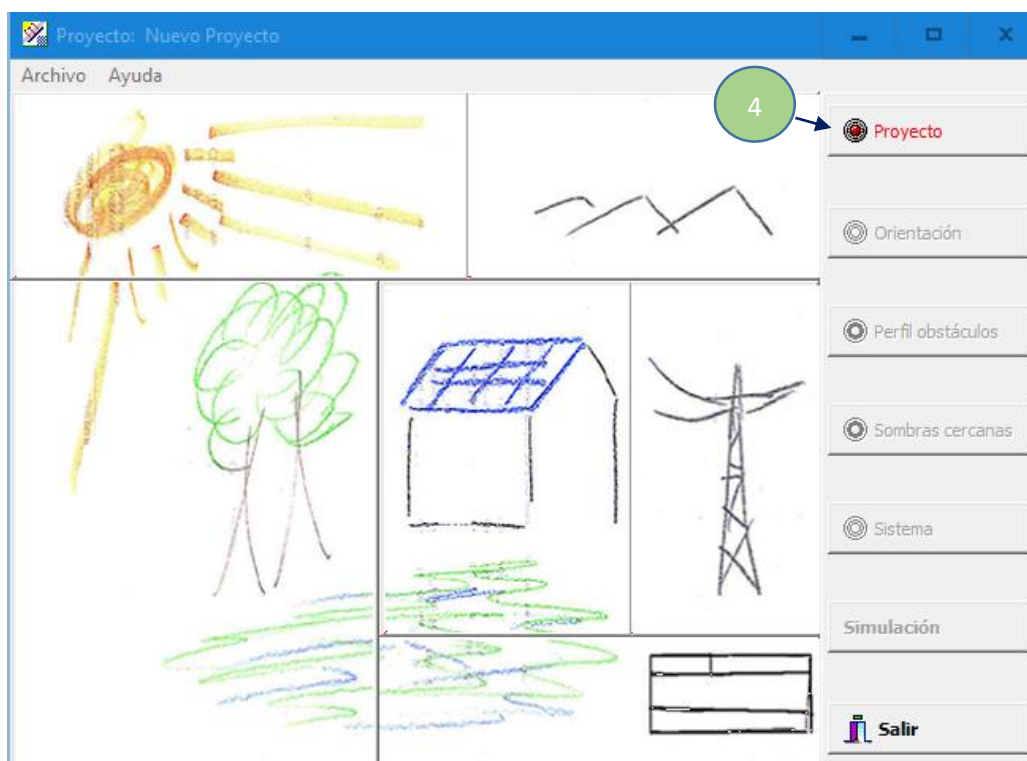 Proyecto: Nuevo Proyecto
Archivo Ayuda
4
Proyecto
Orientación
Perfil obstáculos
Sombras cercanas
Sistema
Simulación
Salir